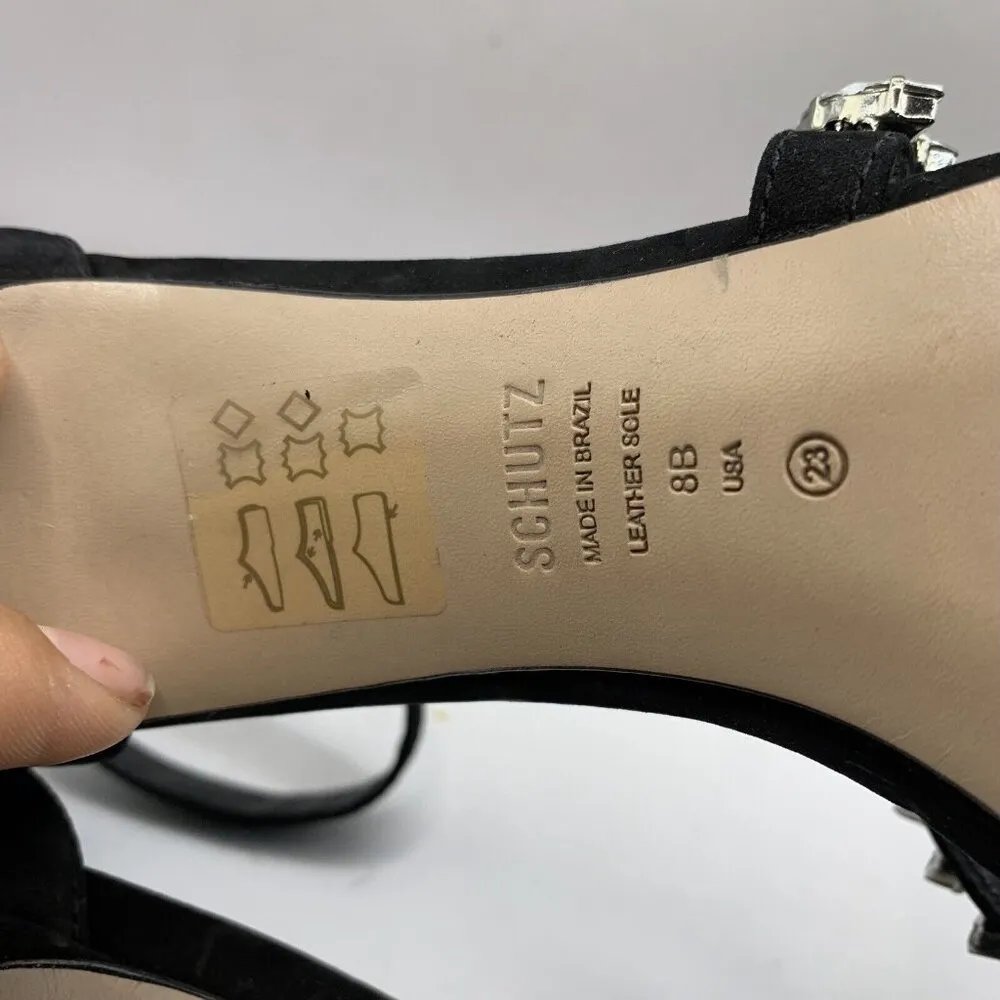 SCHUTZ
MADE IN BRAZIL
LEATHER SOLE
8B
USA
23